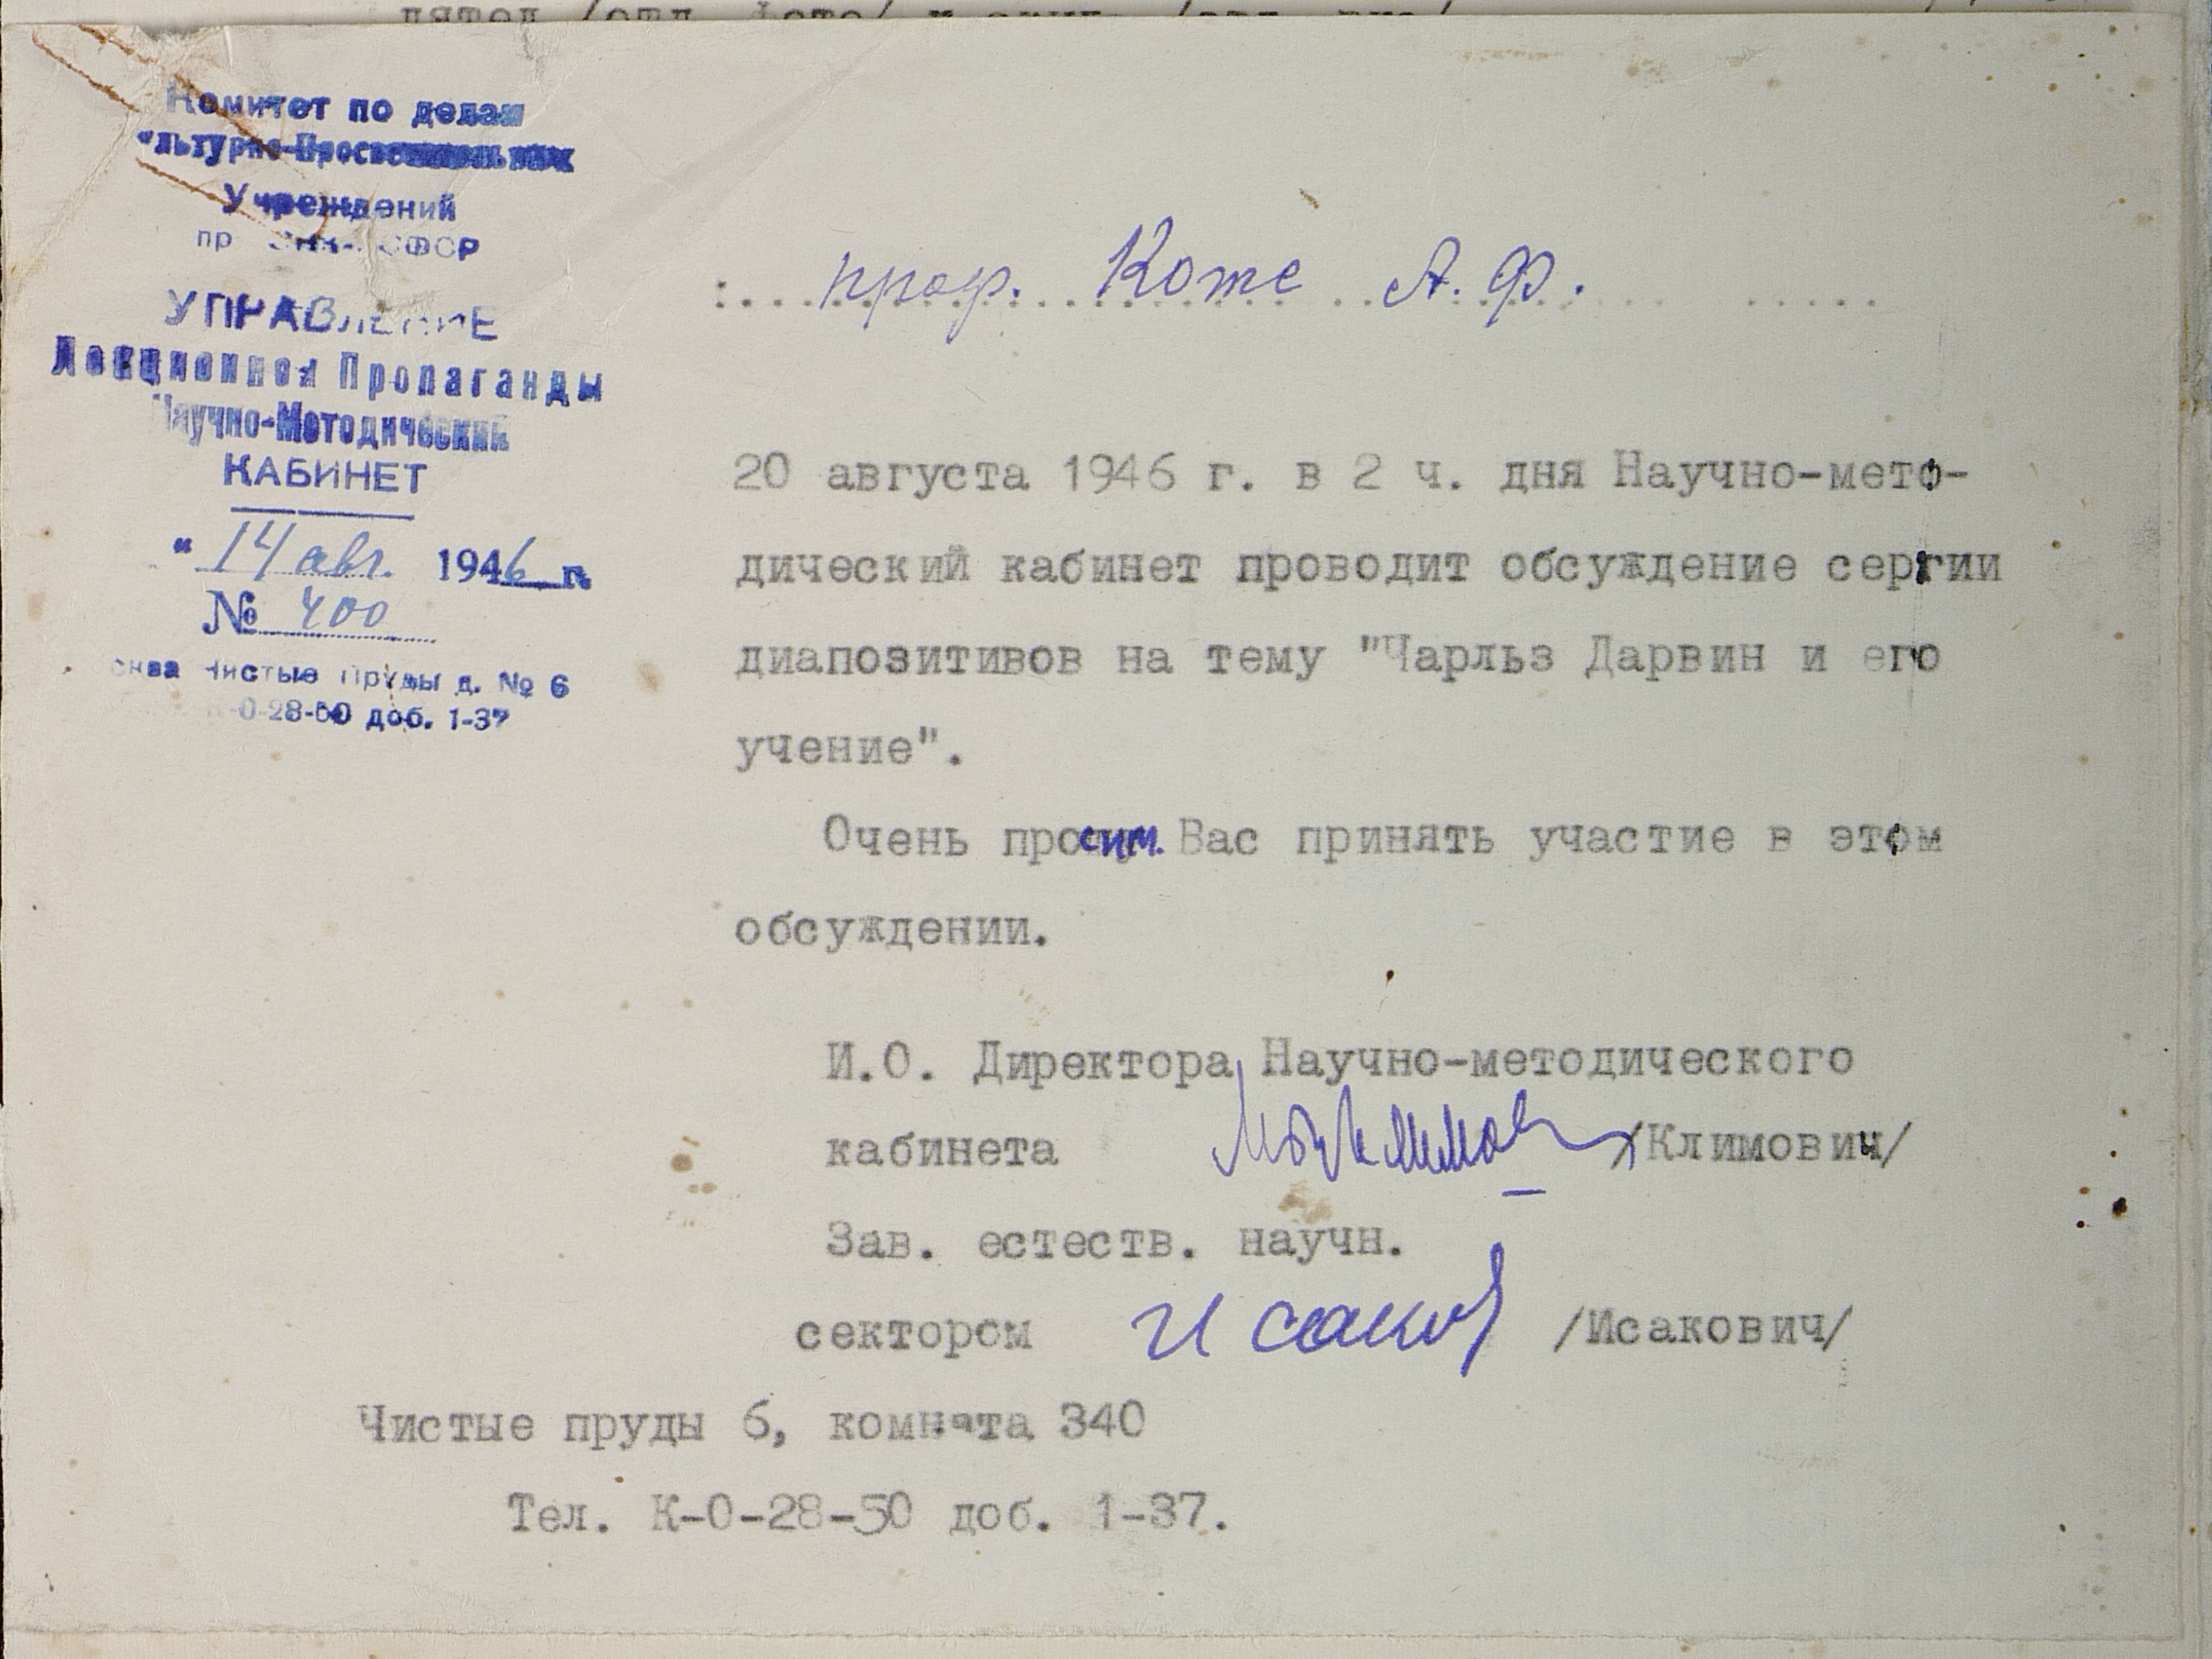 Комитет по делам
Учреждений
УПРАВЛЕНИЕ
Лекционной Пропаганды
Научно-Методический
КАБИНЕТ
"14 авг. 1946 г.
№ 400
Чистые пруды д. № 6
0-28-50 доб. 1-37
проф. Котс А. Ф.
20 августа 1946 г. в 2 ч. дня Научно-мето-
дический кабинет проводит обсуждение сергии
диапозитивов на тему "Чарльз Дарвин и его
учение".
Очень просим Вас принять участие в этом
обсуждении.
И.О. Директора Научно-методического
кабинета /Климович/
Зав. естеств. научн.
сектором Исаков /Исакович/
Чистые пруды 6, комната 340
Тел. К-0-28-50 доб. 1-37.